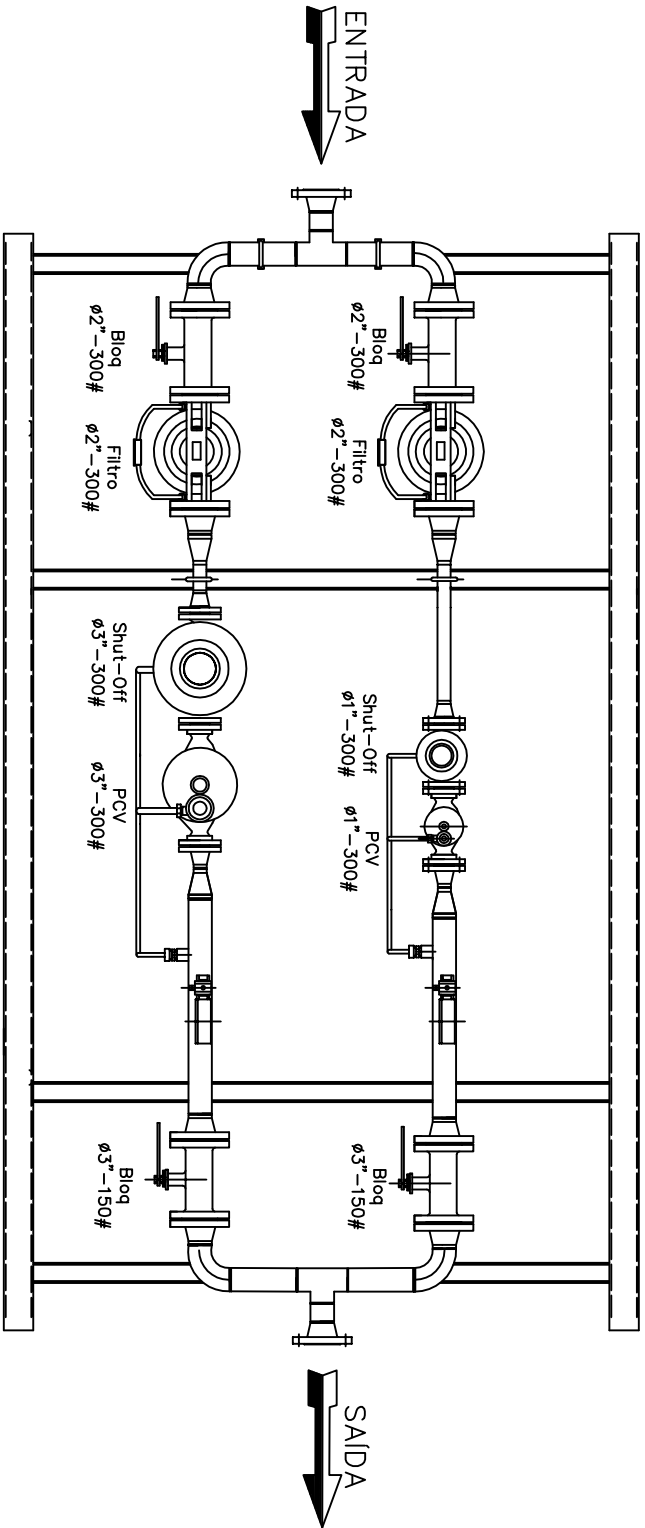 ENTRADA
Bloq
ø2"-300#
Filtro
ø2"-300#
Shut-Off
ø1"-300#
PCV
ø1"-300#
Bloq
ø3"-150#
Bloq
ø2"-300#
Filtro
ø2"-300#
Shut-Off
ø3"-300#
PCV
ø3"-300#
Bloq
ø3"-150#
SAÍDA